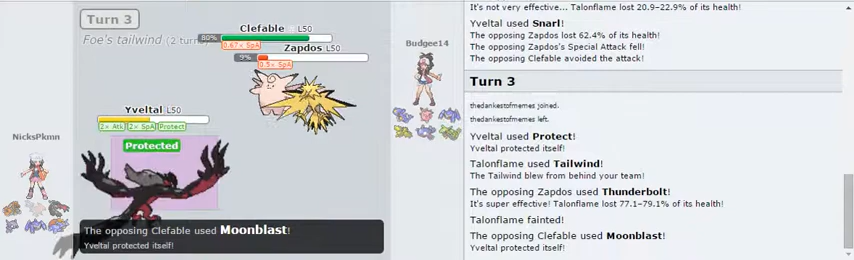 Turn 3
Foe's tailwind (2 turns
Clefable L50
80%
0.67× SpA
Zapdos L50
9%
0.5× SpA
Yveltal L50
2× Atk 2× SpA Protect
Protected
NicksPkmn
Budgee14
The opposing Clefable used Moonblast!
Yveltal protected itself!
It's not very effective... Talonflame lost 20.9–22.9% of its health!
Yveltal used Snarl!
The opposing Zapdos lost 62.4% of its health!
The opposing Zapdos's Special Attack fell!
The opposing Clefable avoided the attack!
Turn 3
thedankestofmemes joined.
thedankestofmemes left.
Yveltal used Protect!
Yveltal protected itself!
Talonflame used Tailwind!
The Tailwind blew from behind your team!
The opposing Zapdos used Thunderbolt!
It's super effective! Talonflame lost 77.1–79.1% of its health!
Talonflame fainted!
The opposing Clefable used Moonblast!
Yveltal protected itself!